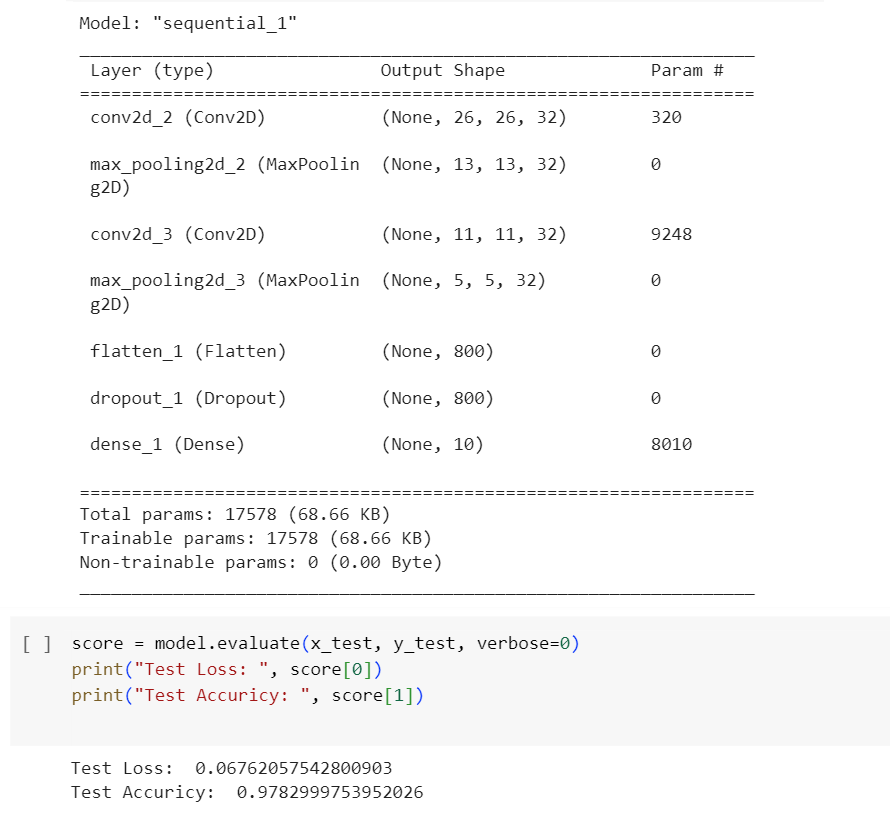 Model: "sequential_1"
_________________________________________________________________
Layer (type) Output Shape Param #
=================================================================
conv2d_2 (Conv2D) (None, 26, 26, 32) 320
max_pooling2d_2 (MaxPoolin (None, 13, 13, 32) 0
g2D)
conv2d_3 (Conv2D) (None, 11, 11, 32) 9248
max_pooling2d_3 (MaxPoolin (None, 5, 5, 32) 0
g2D)
flatten_1 (Flatten) (None, 800) 0
dropout_1 (Dropout) (None, 800) 0
dense_1 (Dense) (None, 10) 8010
=================================================================
Total params: 17578 (68.66 KB)
Trainable params: 17578 (68.66 KB)
Non-trainable params: 0 (0.00 Byte)
_________________________________________________________________
[ ] score = model.evaluate(x_test, y_test, verbose=0)
print("Test Loss: ", score[0])
print("Test Accuricy: ", score[1])
Test Loss:  0.06762057542800903
Test Accuricy:  0.9782999753952026